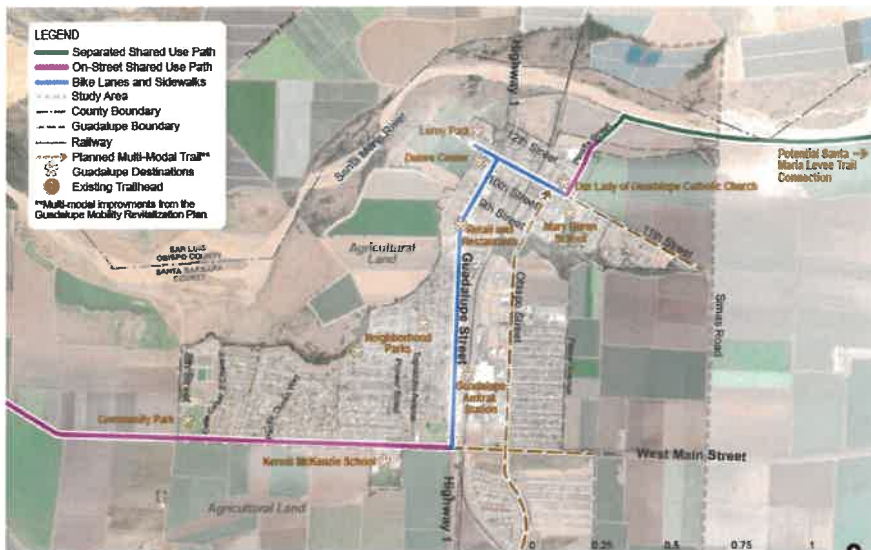 LEGEND
Separated Shared Use Path
On-Street Shared Use Path
Bike Lanes and Sidewalks
Study Area
County Boundary
Guadalupe Boundary
Railway
Planned Multi-Modal Trail**
Guadalupe Destinations
Existing Trailhead
**Multi-modal improvments from the
Guadalupe Mobility Revitalization Plan.
Highway 1
Santa Maria River
Leroy Park
12th Street
Dunes Center
10th Street
9th Street
Our Lady of Guadalupe Catholic Church
Potential Santa →
Maria Levee Trail
Connection
Retail and
Restaurants
Mary Buren
School
11th Street
SAN LUIS
OBISPO COUNTY
SANTA BARBARA
COUNTY
Agricultural
Land
Guadalupe Street
Obispo Street
Simas Road
Neighborhood
Parks
Guadalupe
Amtrak
Station
Community Park
Kermit McKenzie School
West Main Street
Highway 1
Agricultural Land
0 0.25 0.5 0.75 1